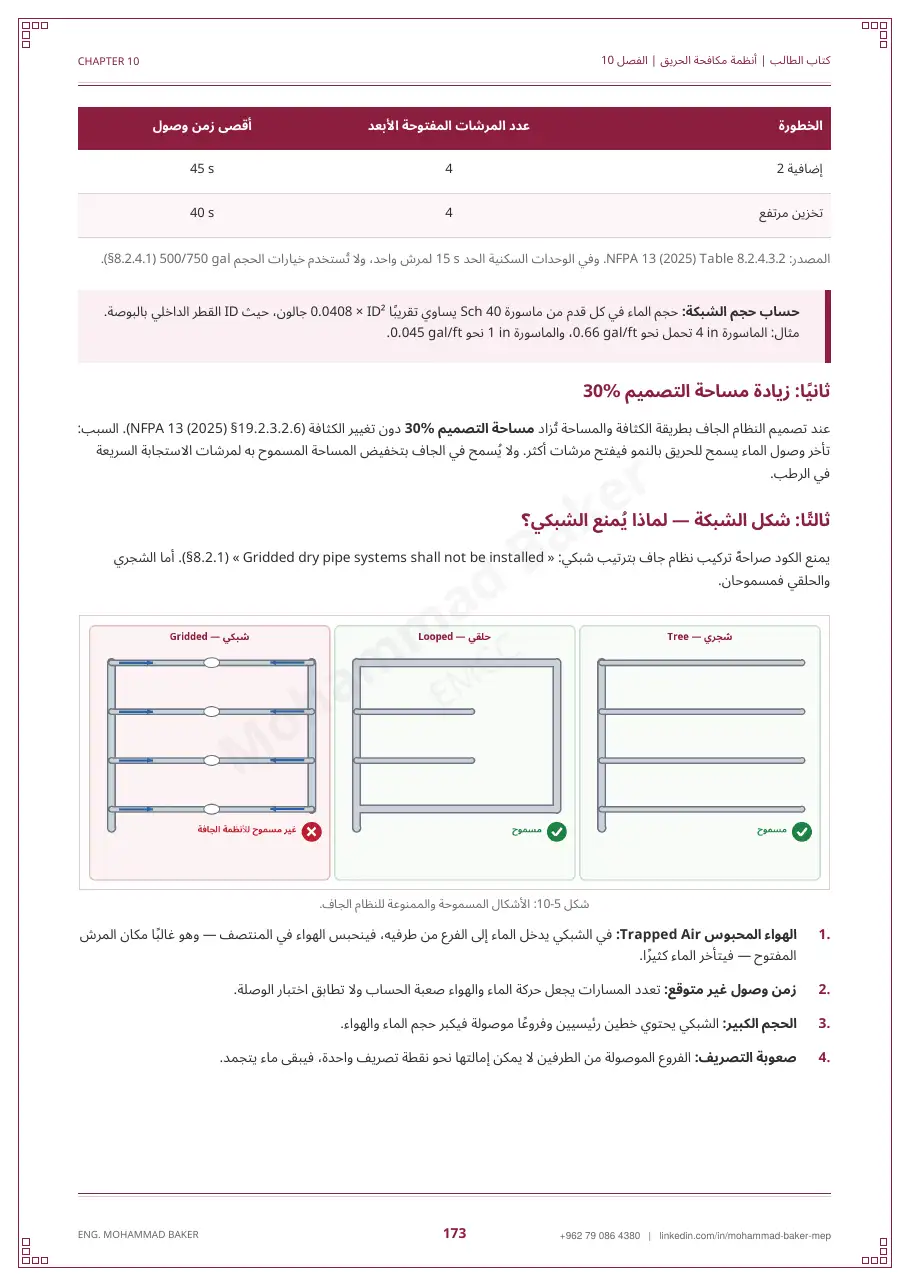 كتاب الطالب | أنظمة مكافحة الحريق | الفصل 10
CHAPTER 10
الخطورة عدد المرشات المفتوحة الأبعد أقصى زمن وصول
إضافية 2 4 45 s
تخزين مرتفع 4 40 s
المصدر: NFPA 13 (2025) Table 8.2.4.3.2. وفي الوحدات السكنية الحد 15 s لمرش واحد، ولا تُستخدم خيارات الحجم 500/750 gal (§8.2.4.1).
حساب حجم الشبكة: حجم الماء في كل قدم من ماسورة Sch 40 يساوي تقريبًا 0.0408 × ID² جالون، حيث ID القطر الداخلي بالبوصة.
مثال: الماسورة 4 in تحمل نحو 0.66 gal/ft، والماسورة 1 in نحو 0.045 gal/ft.
ثانيًا: زيادة مساحة التصميم 30%
عند تصميم النظام الجاف بطريقة الكثافة والمساحة تُزاد مساحة التصميم 30% دون تغيير الكثافة (NFPA 13 (2025) §19.2.3.2.6). السبب:
تأخر وصول الماء يسمح للحريق بالنمو فيفتح مرشات أكثر. ولا يُسمح في الجاف بتخفيض المساحة المسموح به لمرشات الاستجابة السريعة
في الرطب.
ثالثًا: شكل الشبكة — لماذا يُمنع الشبكي؟
يمنع الكود صراحةً تركيب نظام جاف بترتيب شبكي: « Gridded dry pipe systems shall not be installed » (§8.2.1). أما الشجري
والحلقي فمسموحان.
شجري — Tree
حلقي — Looped
شبكي — Gridded
مسموح
مسموح
غير مسموح للأنظمة الجافة
شكل 5-10: الأشكال المسموحة والممنوعة للنظام الجاف.
1. الهواء المحبوس Trapped Air: في الشبكي يدخل الماء إلى الفرع من طرفيه، فينحبس الهواء في المنتصف — وهو غالبًا مكان المرش
المفتوح — فيتأخر الماء كثيرًا.
2. زمن وصول غير متوقع: تعدد المسارات يجعل حركة الماء والهواء صعبة الحساب ولا تطابق اختبار الوصلة.
3. الحجم الكبير: الشبكي يحتوي خطين رئيسيين وفروعًا موصولة فيكبر حجم الماء والهواء.
4. صعوبة التصريف: الفروع الموصولة من الطرفين لا يمكن إمالتها نحو نقطة تصريف واحدة، فيبقى ماء يتجمد.
Mohammad Baker
EMCC
ENG. MOHAMMAD BAKER
173
+962 79 086 4380 | linkedin.com/in/mohammad-baker-mep